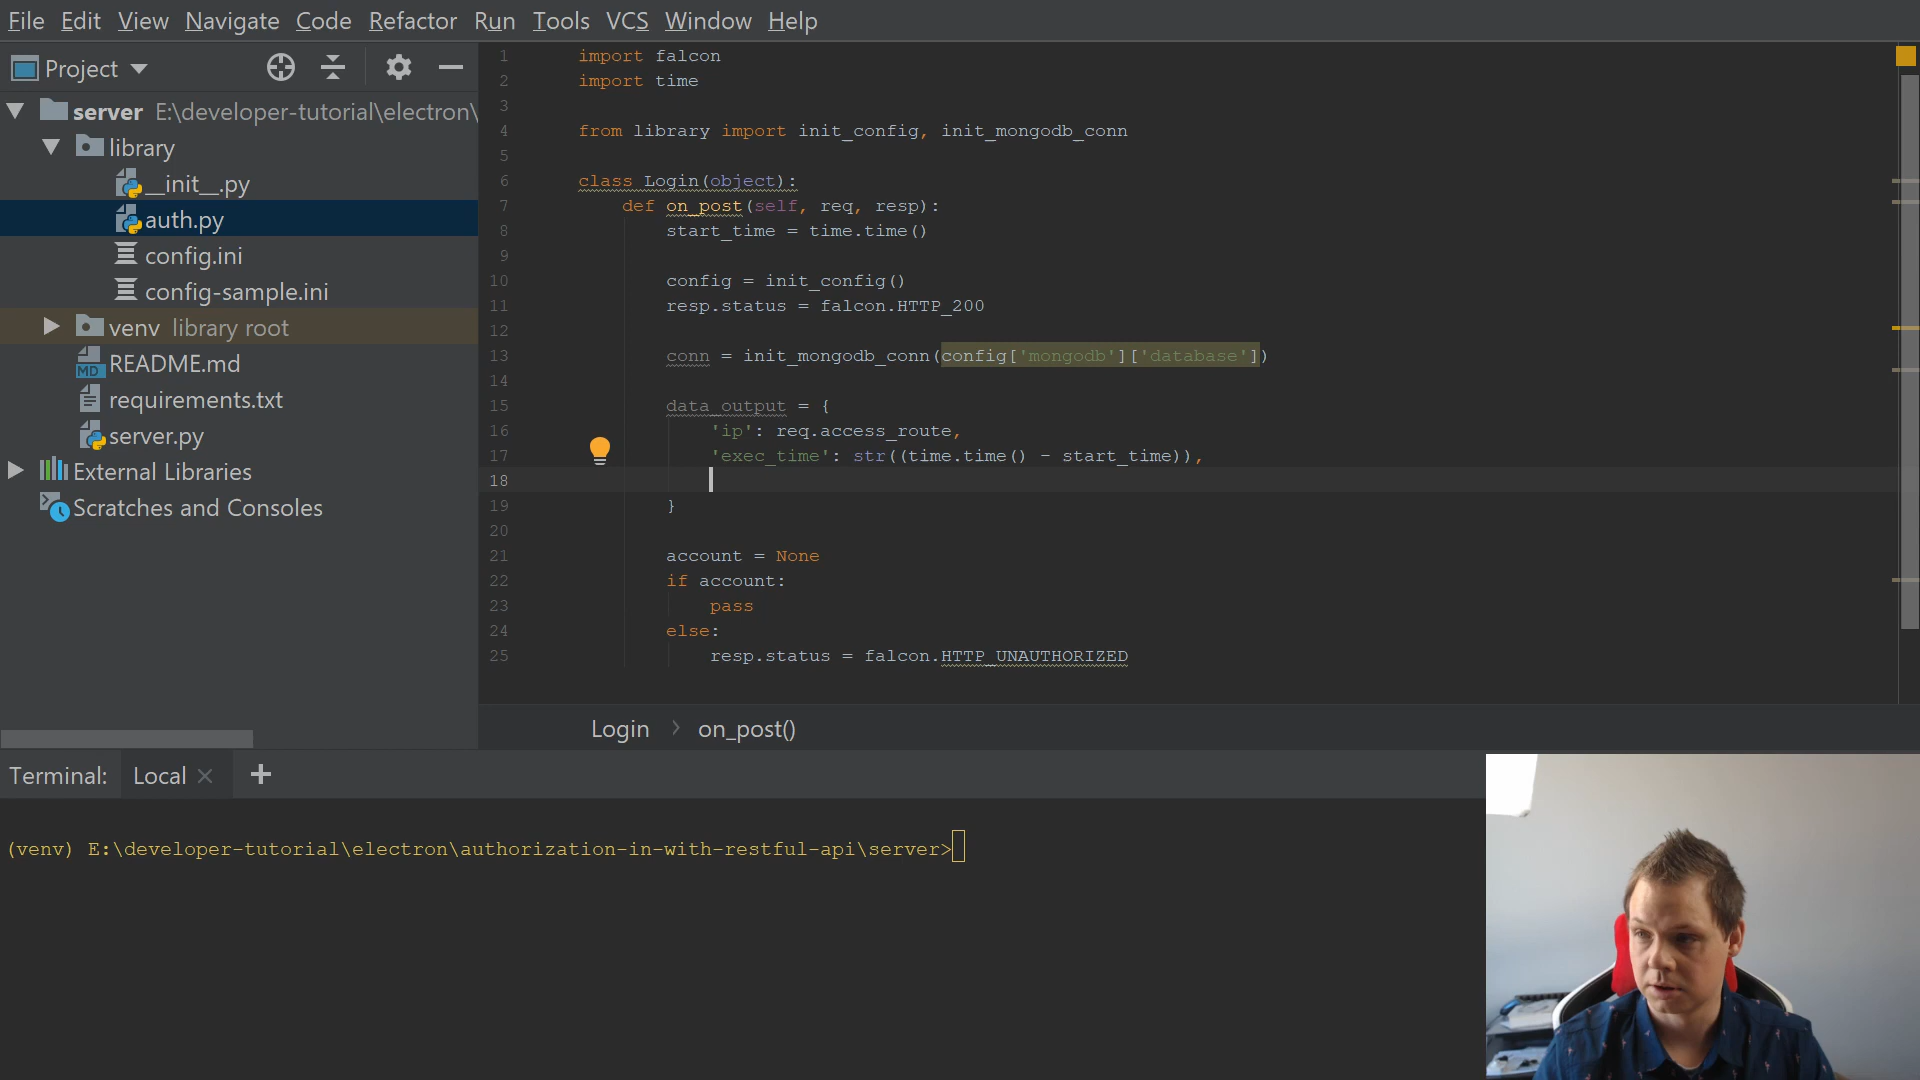 File Edit View Navigate Code Refactor Run Tools VCS Window Help
Project
server E:\developer-tutorial\electron\
library
__init__.py
auth.py
config.ini
config-sample.ini
venv library root
MD README.md
requirements.txt
server.py
External Libraries
Scratches and Consoles
1 import falcon
2 import time
3
4 from library import init_config, init_mongodb_conn
5
6 class Login(object):
7 def on_post(self, req, resp):
8 start_time = time.time()
9
10 config = init_config()
11 resp.status = falcon.HTTP_200
12
13 conn = init_mongodb_conn(config['mongodb']['database'])
14
15 data_output = {
16 'ip': req.access_route,
17 'exec_time': str((time.time() - start_time)),
18
19 }
20
21 account = None
22 if account:
23 pass
24 else:
25 resp.status = falcon.HTTP_UNAUTHORIZED
Login > on_post()
Terminal: Local × +
(venv) E:\developer-tutorial\electron\authorization-in-with-restful-api\server>